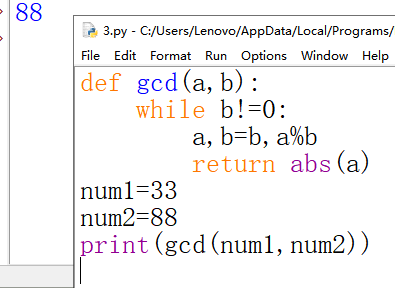 88
3.py - C:/Users/Lenovo/AppData/Local/Programs/
File Edit Format Run Options Window Help
def gcd(a,b):
    while b!=0:
        a,b=b,a%b
        return abs(a)
num1=33
num2=88
print(gcd(num1,num2))